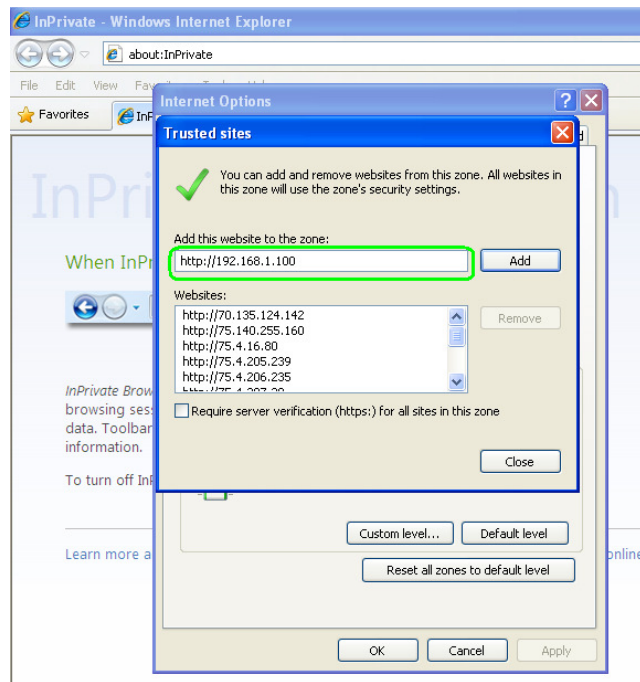 InPrivate - Windows Internet Explorer
about:InPrivate
File Edit View
Internet Options
Favorites
Trusted sites
You can add and remove websites from this zone. All websites in
this zone will use the zone's security settings.
Add this website to the zone:
http://192.168.1.100
Add
When
Websites:
http://70.135.124.142
http://75.140.255.160
http://75.4.16.80
http://75.4.205.239
http://75.4.206.235
Remove
InPrivate
browsing
data. Toolbar
information.
Require server verification (https:) for all sites in this zone
Close
To turn off
Custom level... Default level
Learn more
Reset all zones to default level
OK Cancel Apply